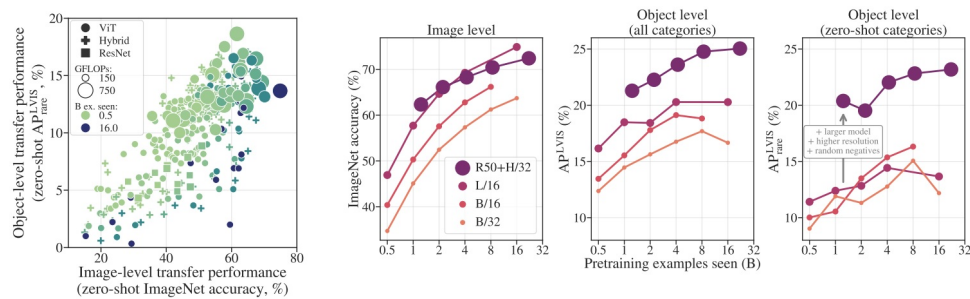 Object-level transfer performance
(zero-shot AP LVIS rare, %)
20
15
10
5
0
ViT
Hybrid
ResNet
GFLOPs:
150
750
B ex. seen:
0.5
16.0
20 40 60 80
Image-level transfer performance
(zero-shot ImageNet accuracy, %)
Image level
ImageNet accuracy (%)
70
60
50
40
R50+H/32
L/16
B/16
B/32
0.5 1 2 4 8 16 32
Object level
(all categories)
AP LVIS (%)
25
20
15
10
0.5 1 2 4 8 16 32
Pretraining examples seen (B)
Object level
(zero-shot categories)
AP LVIS rare (%)
25
20
15
10
+ larger model
+ higher resolution
+ random negatives
0.5 1 2 4 8 16 32